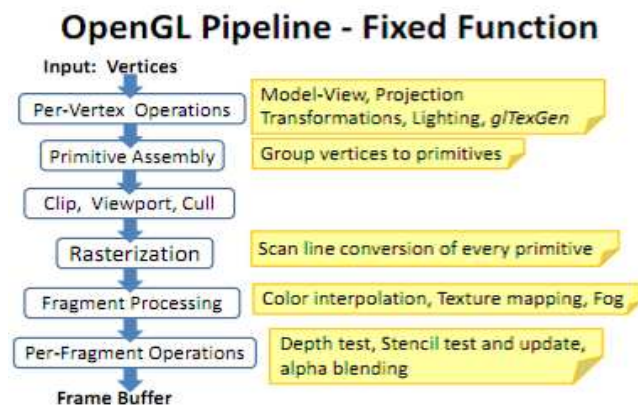 OpenGL Pipeline - Fixed Function
Input: Vertices
Per-Vertex Operations
Model-View, Projection
Transformations, Lighting, glTexGen
Primitive Assembly
Group vertices to primitives
Clip, Viewport, Cull
Rasterization
Scan line conversion of every primitive
Fragment Processing
Color interpolation, Texture mapping, Fog
Per-Fragment Operations
Depth test, Stencil test and update,
alpha blending
Frame Buffer